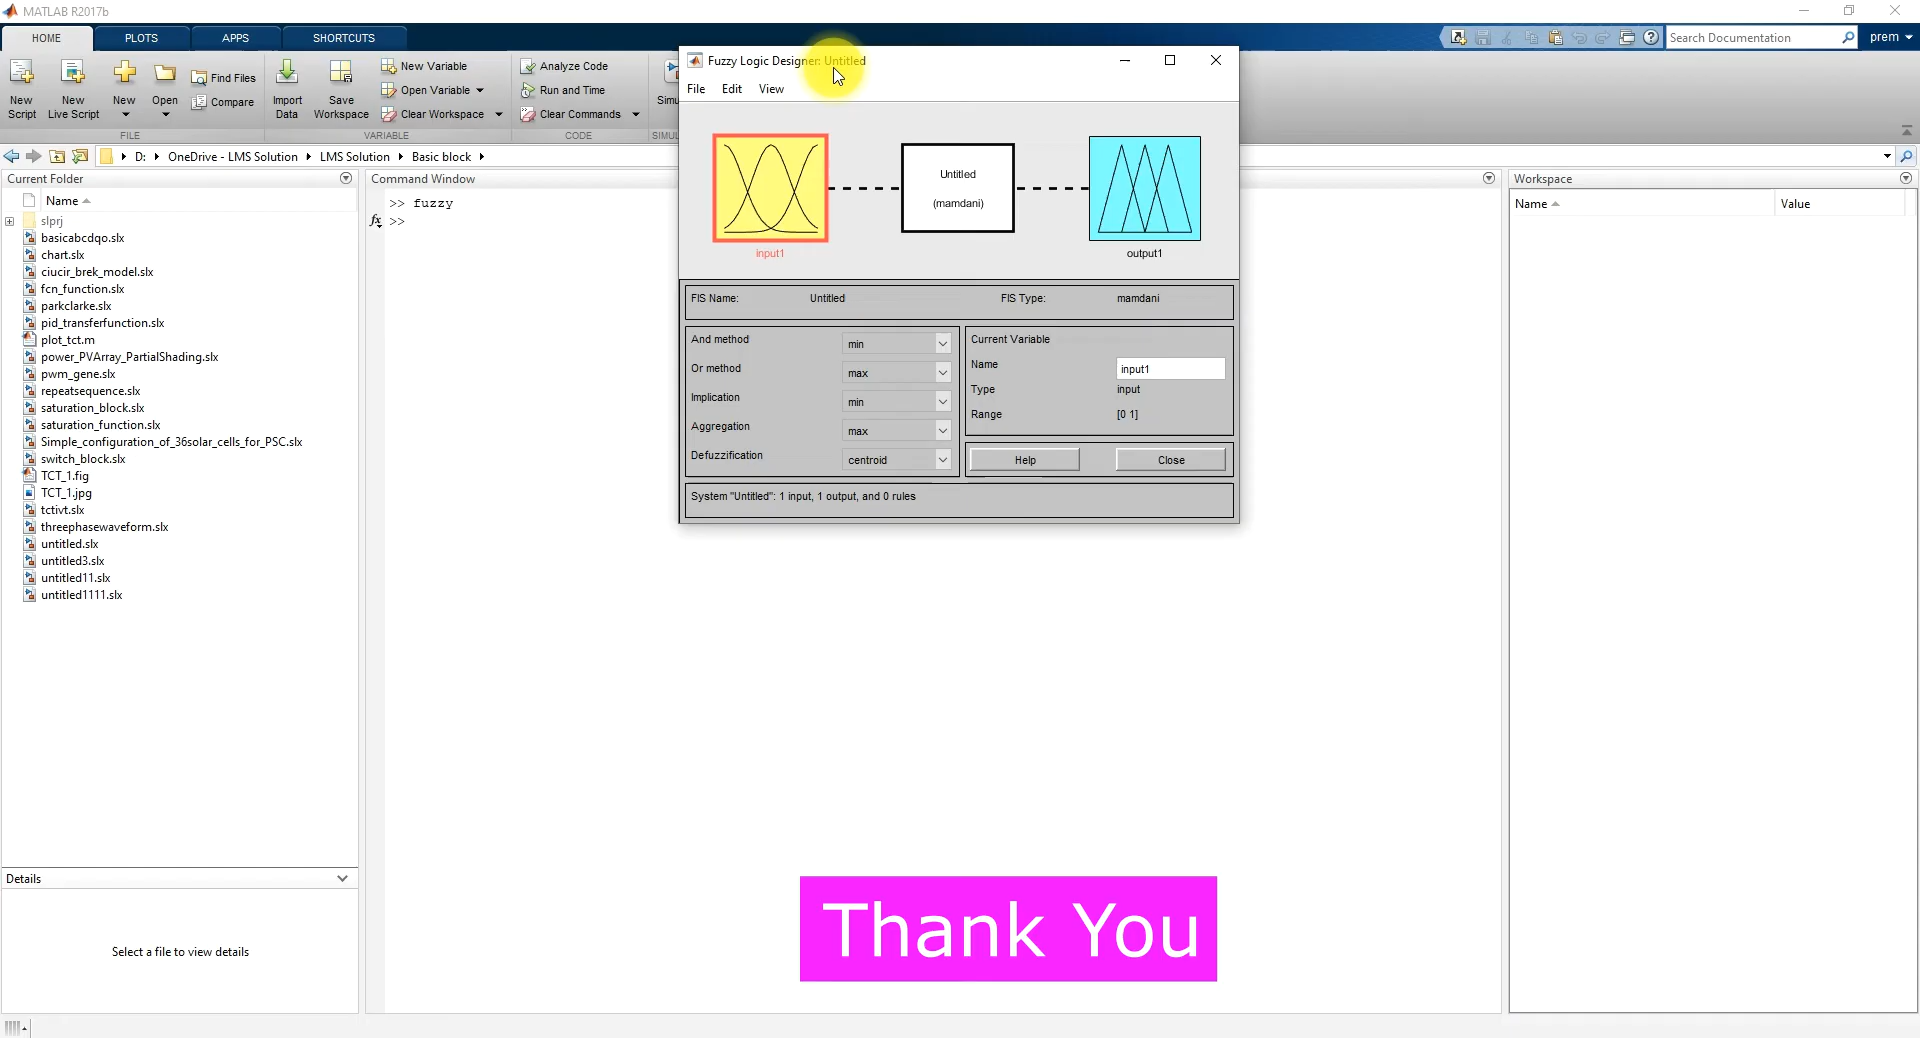 MATLAB R2017b
HOME
PLOTS
APPS
SHORTCUTS
Search Documentation
prem
New Script
New Live Script
New
Open
Find Files
Compare
Import Data
Save Workspace
New Variable
Open Variable
Clear Workspace
Analyze Code
Run and Time
Clear Commands
Simu
FILE
VARIABLE
CODE
SIMUL
D:
OneDrive - LMS Solution
LMS Solution
Basic block
Current Folder
Name
slprj
basicabcdqo.slx
chart.slx
ciucir_brek_model.slx
fcn_function.slx
parkclarke.slx
pid_transferfunction.slx
plot_tct.m
power_PVArray_PartialShading.slx
pwm_gene.slx
repeatsequence.slx
saturation_block.slx
saturation_function.slx
Simple_configuration_of_36solar_cells_for_PSC.slx
switch_block.slx
TCT_1.fig
TCT_1.jpg
tctivt.slx
threephasewaveform.slx
untitled.slx
untitled3.slx
untitled11.slx
untitled1111.slx
Details
Select a file to view details
Command Window
>> fuzzy
fx >>
Fuzzy Logic Designer: Untitled
File Edit View
Untitled
(mamdani)
input1
output1
FIS Name: Untitled FIS Type: mamdani
And method min
Or method max
Implication min
Aggregation max
Defuzzification centroid
Current Variable
Name input1
Type input
Range [0 1]
Help Close
System "Untitled": 1 input, 1 output, and 0 rules
Workspace
Name Value
Thank You